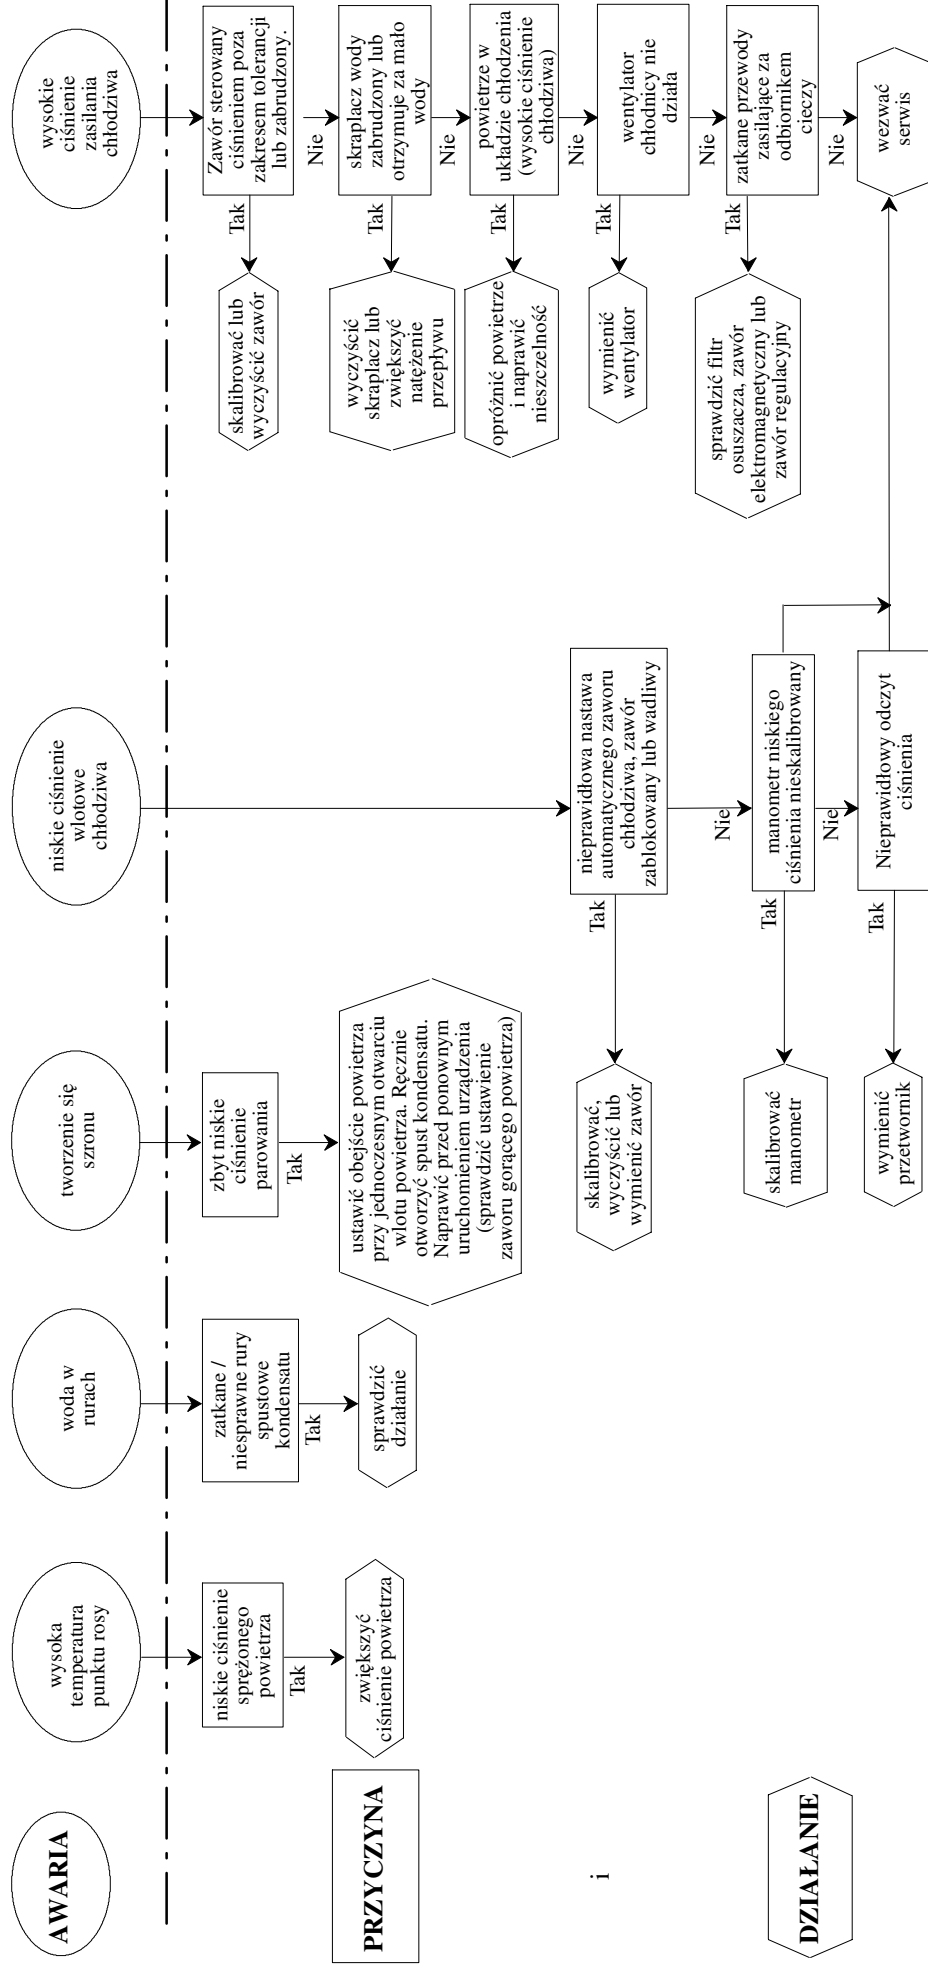 AWARIA
wysoka
temperatura
punktu rosy
woda w
rurach
tworzenie się
szronu
niskie ciśnienie
wlotowe
chłodziwa
wysokie
ciśnienie
zasilania
chłodziwa
PRZYCZYNA
i
DZIAŁANIE
niskie ciśnienie
sprężonego
powietrza
Tak
zwiększyć
ciśnienie powietrza
zatkane /
niesprawne rury
spustowe
kondensatu
Tak
sprawdzić
działanie
zbyt niskie
ciśnienie
parowania
Tak
ustawić obejście powietrza
przy jednoczesnym otwarciu
wlotu powietrza. Ręcznie
otworzyć spust kondensatu.
Naprawić przed ponownym
uruchomieniem urządzenia
(sprawdzić ustawienie
zaworu gorącego powietrza)
nieprawidłowa nastawa
automatycznego zaworu
chłodziwa, zawór
zablokowany lub wadliwy
Tak
skalibrować,
wyczyścić lub
wymienić zawór
Nie
manometr niskiego
ciśnienia nieskalibrowany
Tak
skalibrować
manometr
Nie
Nieprawidłowy odczyt
ciśnienia
Tak
wymienić
przetwornik
Zawór sterowany
ciśnieniem poza
zakresem tolerancji
lub zabrudzony.
Tak
skalibrować lub
wyczyścić zawór
Nie
skraplacz wody
zabrudzony lub
otrzymuje za mało
wody
Tak
wyczyścić
skraplacz lub
zwiększyć
natężenie
przepływu
Nie
powietrze w
układzie chłodzenia
(wysokie ciśnienie
chłodziwa)
Tak
opróżnić powietrze
i naprawić
nieszczelność
Nie
wentylator
chłodnicy nie
działa
Tak
wymienić
wentylator
Nie
zatkane przewody
zasilające za
odbiornikem
cieczy
Tak
sprawdzić filtr
osuszacza, zawór
elektromagnetyczny lub
zawór regulacyjny
Nie
wezwać
serwis